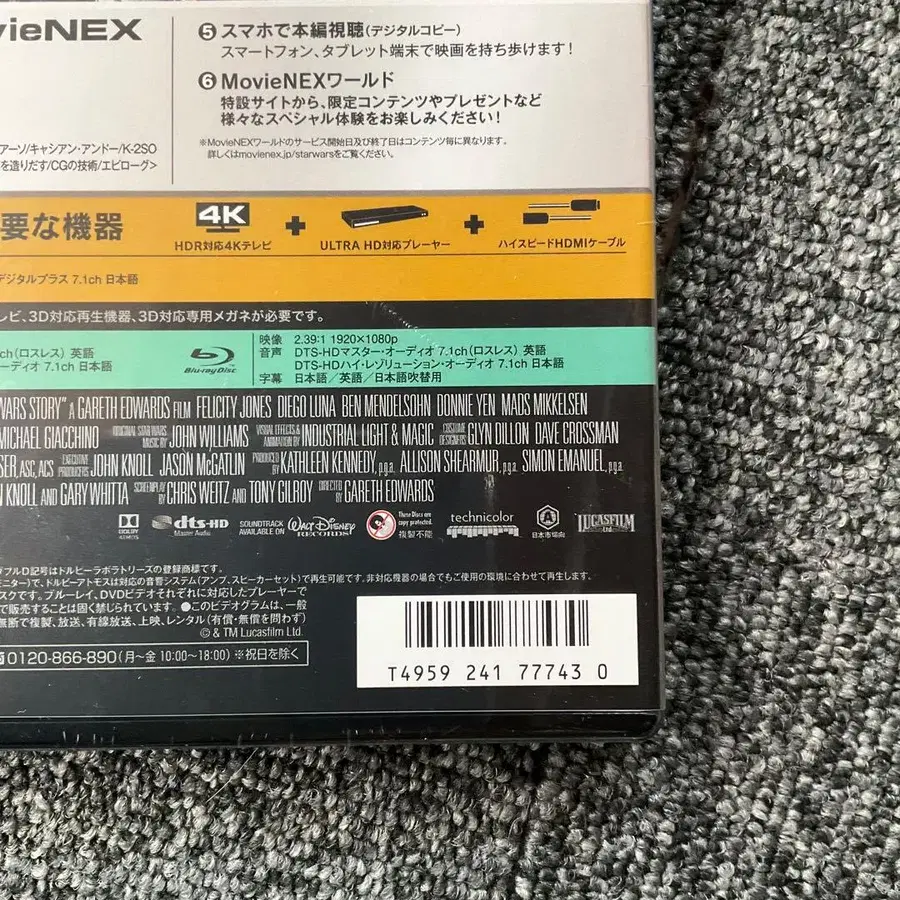 vieNEX
5 スマホで本編視聴(デジタルコピー)
スマートフォン、タブレット端末で映画を持ち歩けます!
6 MovieNEXワールド
特設サイトから、限定コンテンツやプレゼントなど
様々なスペシャル体験をお楽しみください!
※MovieNEXワールドのサービス開始日及び終了日はコンテンツ毎に異なります。
詳しくはmovienex.jp/starwarsをご覧ください。
アーソ/キャシアン・アンドー/K-2SO
を造りだす/CGの技術/エピローグ>
要な機器
4K
HDR対応4Kテレビ + ULTRA HD対応プレーヤー + ハイスピードHDMIケーブル
デジタルプラス 7.1ch 日本語
レビ、3D対応再生機器、3D対応専用メガネが必要です。
ch(ロスレス) 英語
ーディオ 7.1ch 日本語
Blu-ray Disc
映像 2.39:1 1920×1080p
音声 DTS-HDマスター・オーディオ 7.1ch(ロスレス) 英語
DTS-HDハイ・レゾリューション・オーディオ 7.1ch 日本語
字幕 日本語/英語/日本語吹替用
WARS STORY" A GARETH EDWARDS FILM FELICITY JONES DIEGO LUNA BEN MENDELSOHN DONNIE YEN MADS MIKKELSEN
MICHAEL GIACCHINO ORIGINAL STAR WARS MUSIC BY JOHN WILLIAMS VISUAL EFFECTS & ANIMATION BY INDUSTRIAL LIGHT & MAGIC COSTUME DESIGNERS GLYN DILLON DAVE CROSSMAN
SER, ASC, ACS EXECUTIVE PRODUCERS JOHN KNOLL JASON McGATLIN PRODUCED BY KATHLEEN KENNEDY, p.g.a. ALLISON SHEARMUR, p.g.a. SIMON EMANUEL, p.g.a.
N KNOLL AND GARY WHITTA SCREENPLAY BY CHRIS WEITZ AND TONY GILROY DIRECTED BY GARETH EDWARDS
DOLBY ATMOS dts-HD Master Audio SOUNDTRACK AVAILABLE ON WALT DISNEY RECORDS These Discs are copy protected. 複製不能 technicolor 日本市場向 LUCASFILM Ltd.
ダブルD記号はドルビーラボラトリーズの登録商標です。
モニター)で、ドルビーアトモスは対応の音響システム(アンプ、スピーカーセット)で再生可能です。非対応機器の場合でもご使用の環境に合わせて再生します。
スクです。ブルーレイ、DVDビデオそれぞれに対応したプレーヤーで
で販売することは固く禁じられています。●このビデオグラムは、一般
無断で複製、放送、有線放送、上映、レンタル(有償・無償を問わず)
© & TM Lucasfilm Ltd.
0120-866-890(月〜金 10:00〜18:00) ※祝日を除く
T4959 241 77743 0